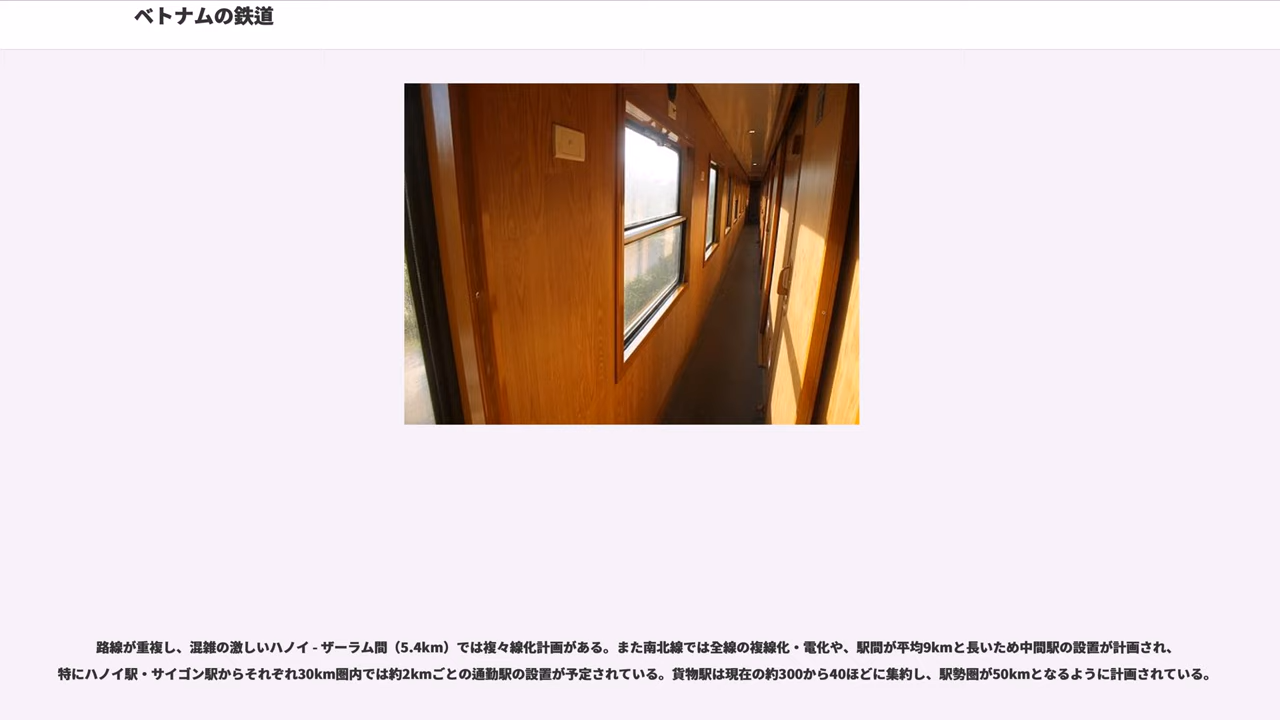 ベトナムの鉄道
路線が重複し、混雑の激しいハノイ - ザーラム間（5.4km）では複々線化計画がある。また南北線では全線の複線化・電化や、駅間が平均9kmと長いため中間駅の設置が計画され、
特にハノイ駅・サイゴン駅からそれぞれ30km圏内では約2kmごとの通勤駅の設置が予定されている。貨物駅は現在の約300から40ほどに集約し、駅勢圏が50kmとなるように計画されている。